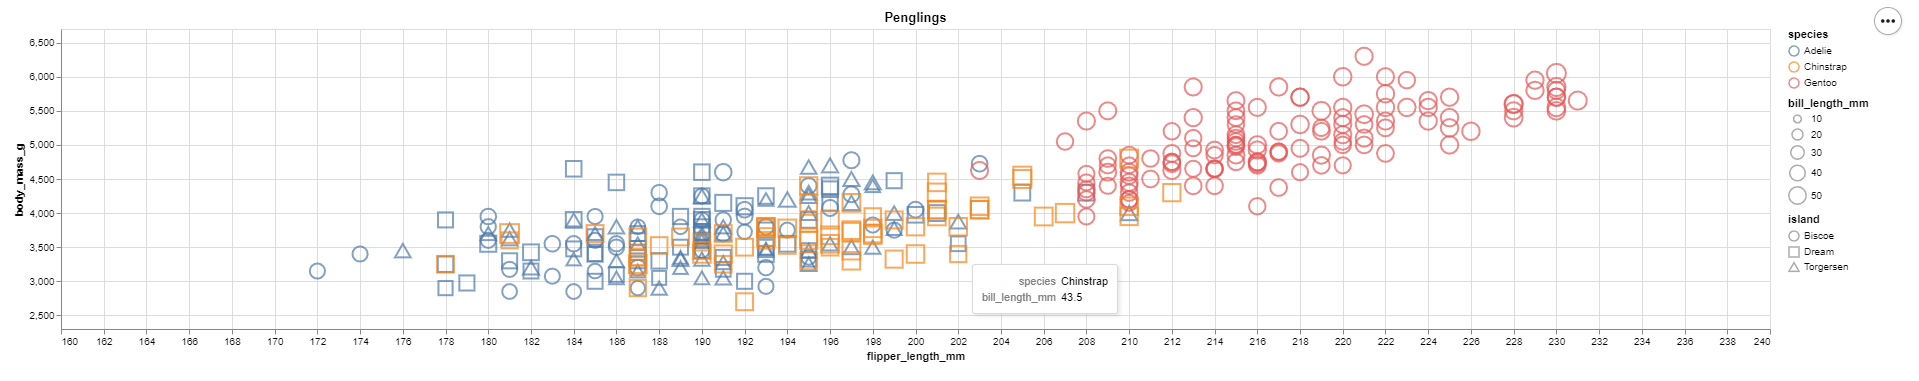 Penglings
6,500
6,000
5,500
5,000
4,500
4,000
3,500
3,000
2,500
body_mass_g
160 162 164 166 168 170 172 174 176 178 180 182 184 186 188 190 192 194 196 198 200 202 204 206 208 210 212 214 216 218 220 222 224 226 228 230 232 234 236 238 240
flipper_length_mm
species Chinstrap
bill_length_mm 43.5
species
Adelie
Chinstrap
Gentoo
bill_length_mm
10
20
30
40
50
island
Biscoe
Dream
Torgersen